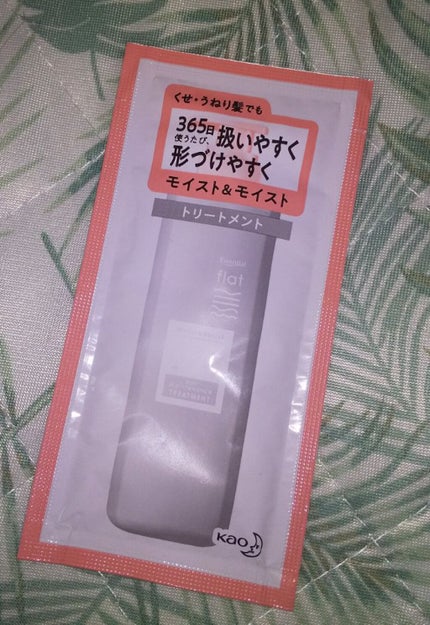 くせ・うねり髪でも
365日
使うたび、
扱いやすく
形づけやすく
モイスト&モイスト
トリートメント
Essential
flat
TREATMENT
Kao